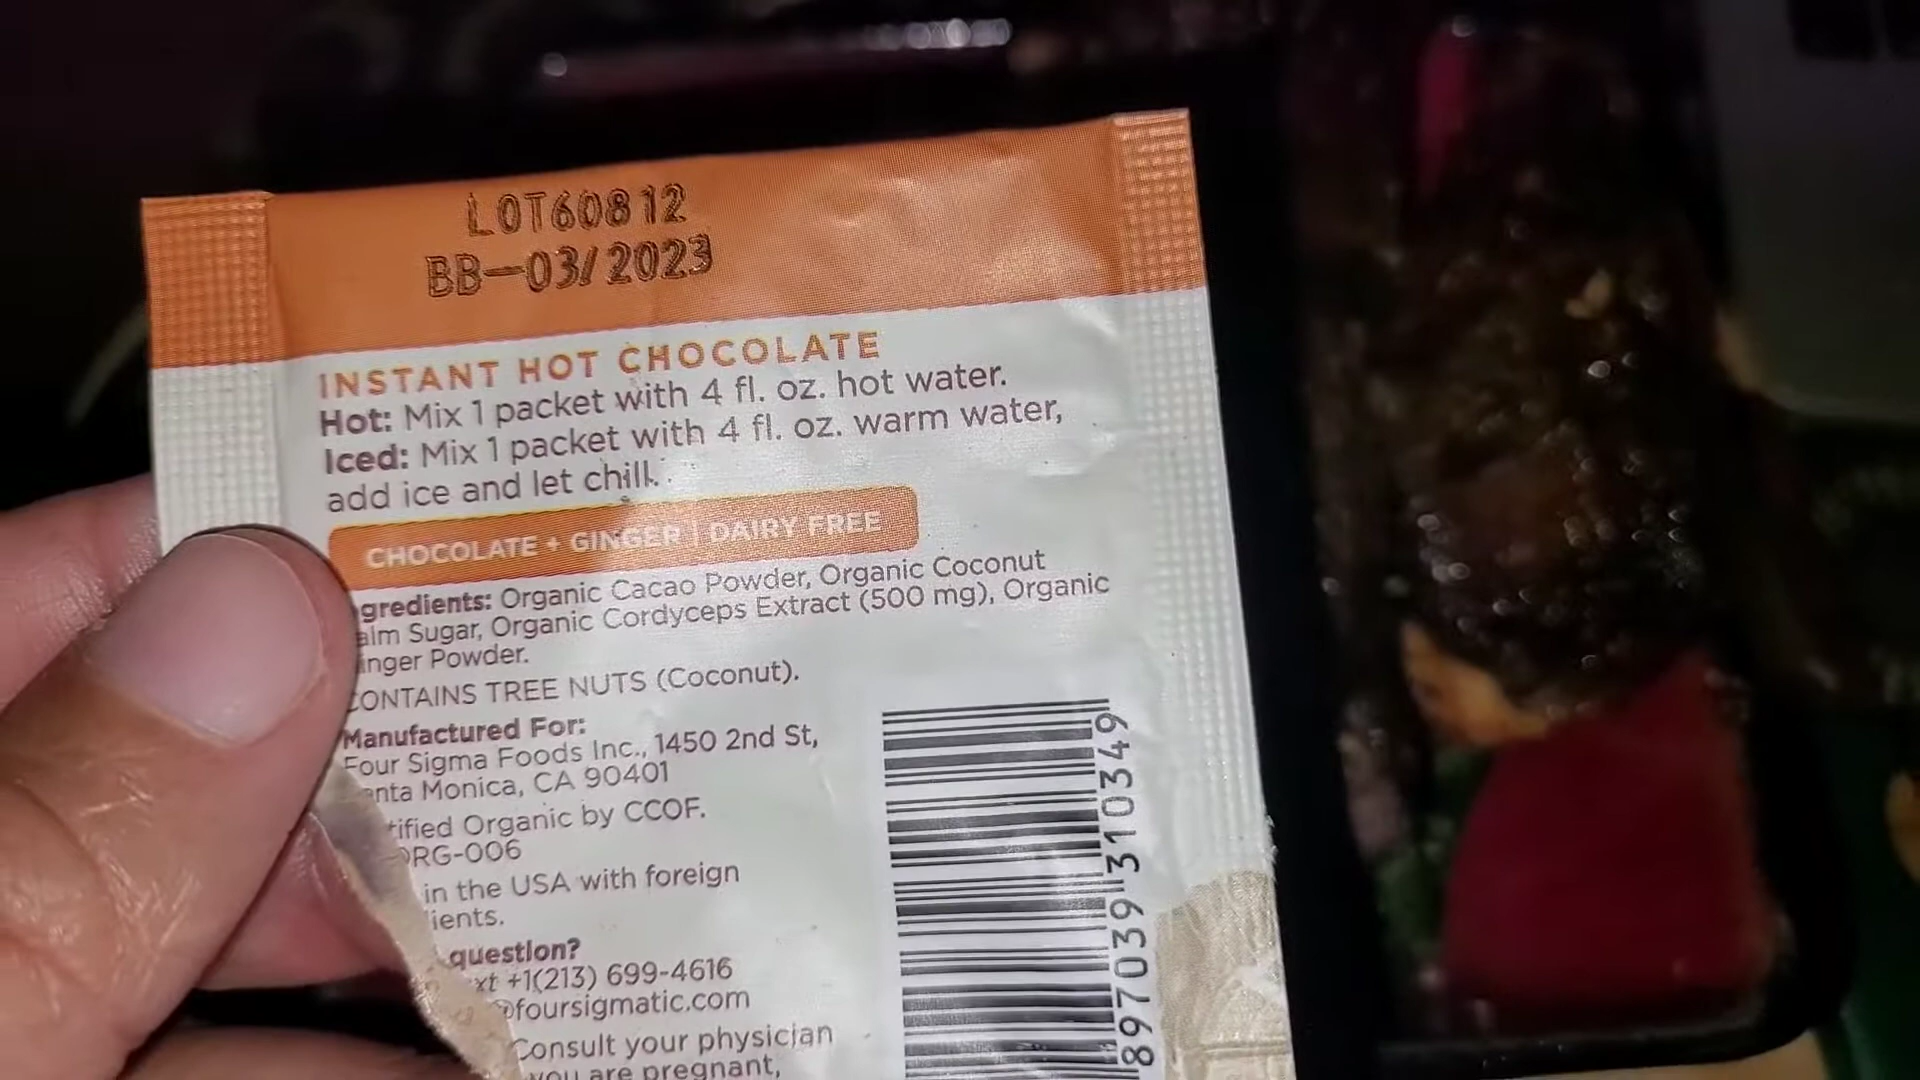 LOT60812
BB-03/2023
INSTANT HOT CHOCOLATE
Hot: Mix 1 packet with 4 fl. oz. hot water.
Iced: Mix 1 packet with 4 fl. oz. warm water,
add ice and let chill.
CHOCOLATE + GINGER | DAIRY FREE
gredients: Organic Cacao Powder, Organic Coconut
alm Sugar, Organic Cordyceps Extract (500 mg), Organic
inger Powder.
CONTAINS TREE NUTS (Coconut).
Manufactured For:
Four Sigma Foods Inc., 1450 2nd St,
anta Monica, CA 90401
tified Organic by CCOF.
ORG-006
in the USA with foreign
ients.
question?
xt +1(213) 699-4616
@foursigmatic.com
Consult your physician
you are pregnant,
897039310349